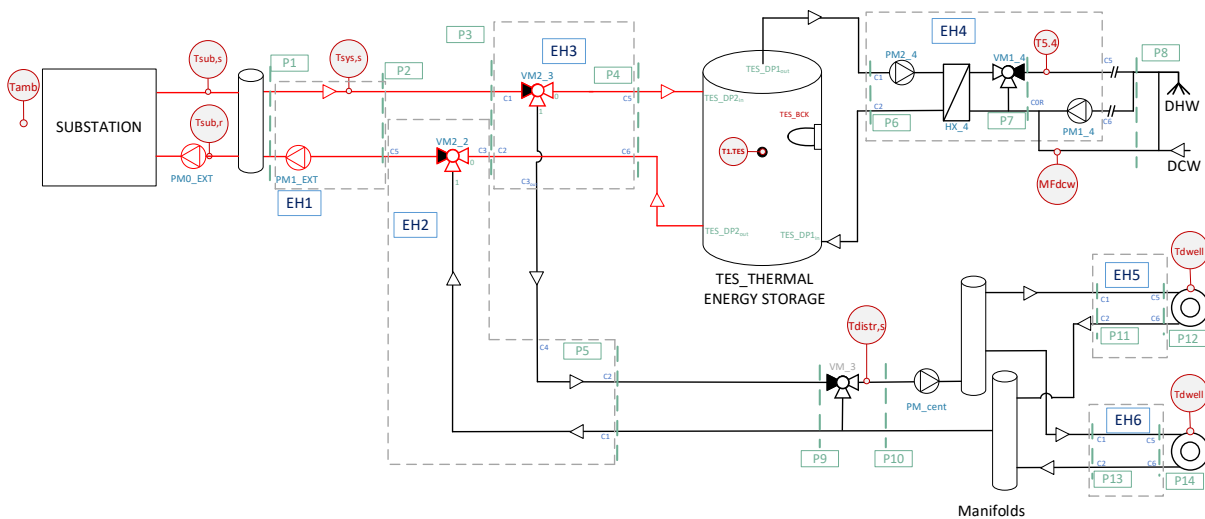 Tamb
SUBSTATION
Tsub,s
Tsub,r
PM0_EXT
P1
Tsys,s
P2
PM1_EXT
EH1
P3
EH3
VM2_3
P4
C1
0
C5
1
C5
VM2_2
C3
C2
C6
0
1
C3out
EH2
C4
P5
C2
C1
TES_DP1out
TES_DP2in
TES_BCK
T1.TES
TES_DP2out
TES_DP1in
TES_THERMAL
ENERGY STORAGE
EH4
PM2_4
VM1_4
T5.4
P8
C1
C5
C2
C0R
P6
HX_4
P7
PM1_4
C6
DHW
MFdcw
DCW
Tdistr,s
VM_3
PM_cent
P9
P10
EH5
Tdwell
C1
C5
C2
C6
P11
P12
EH6
Tdwell
C1
C5
C2
C6
P13
P14
Manifolds